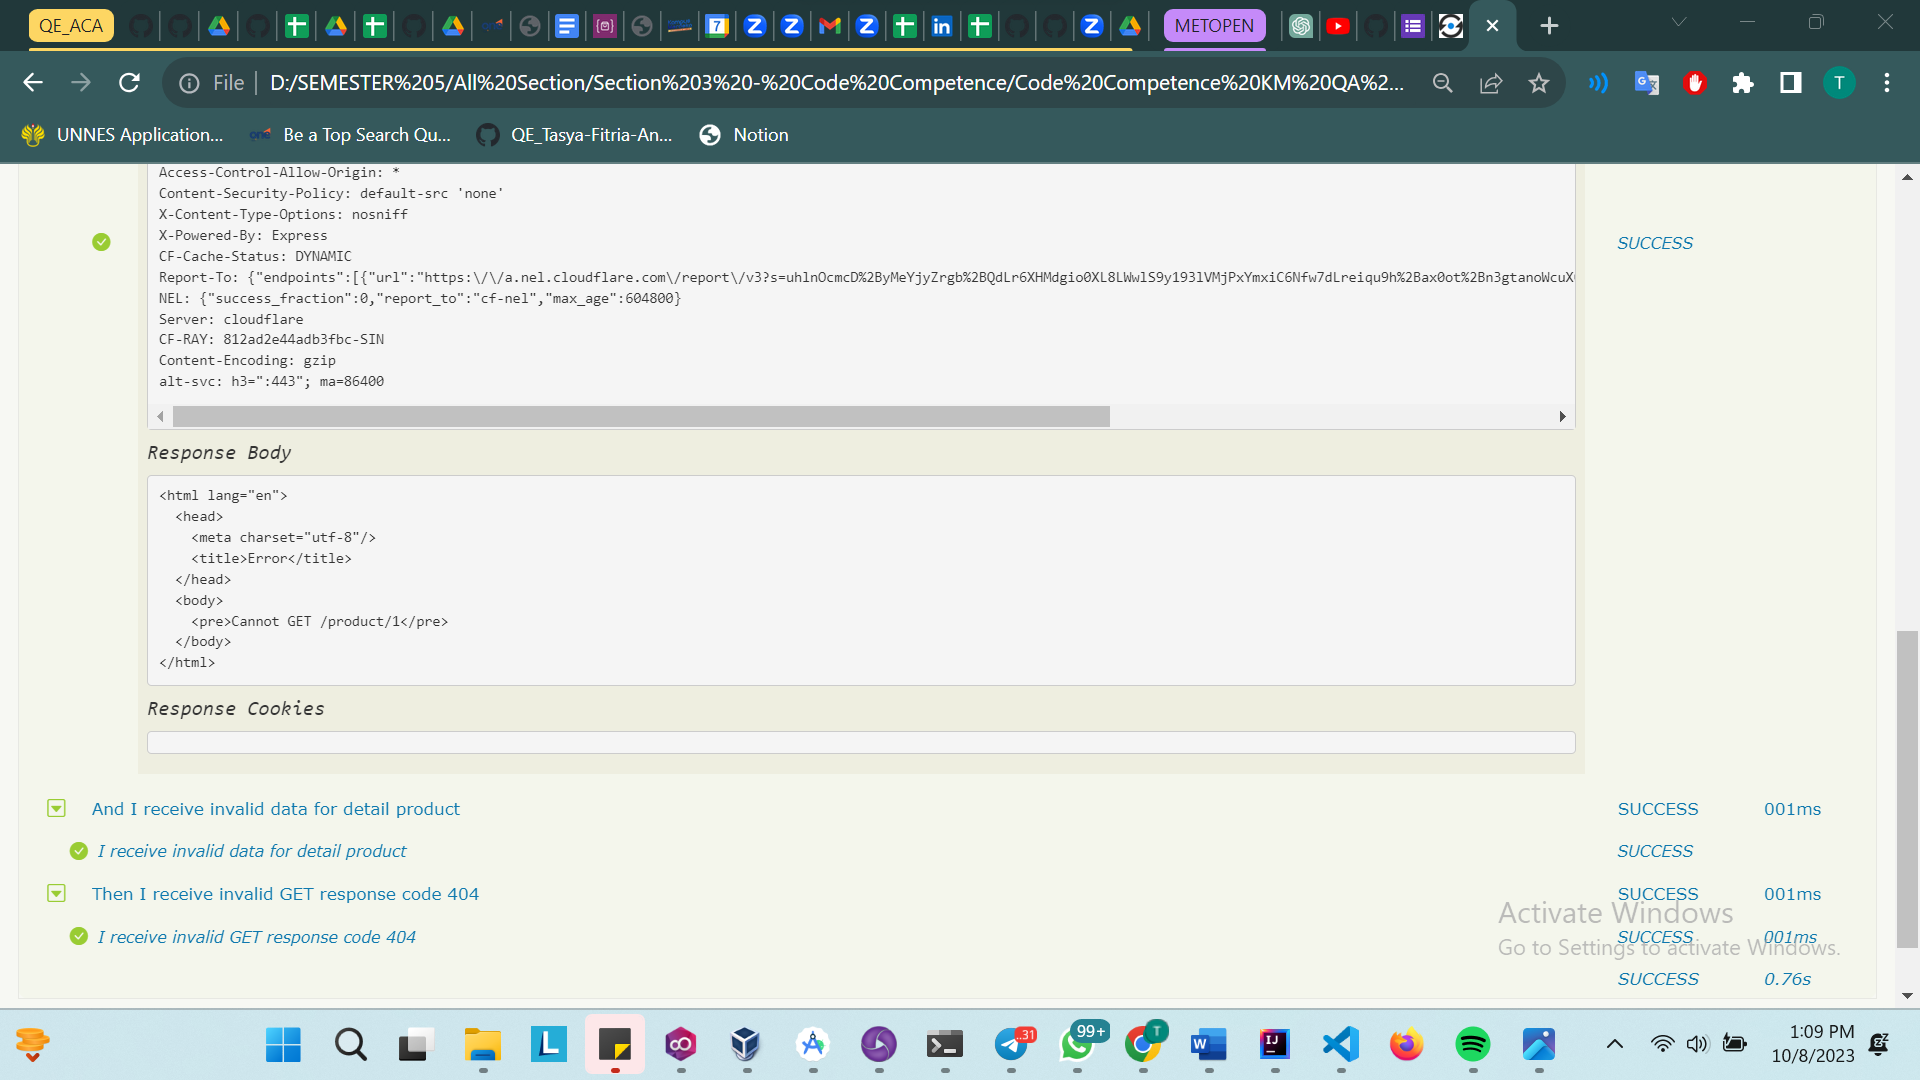 QE_ACA
METOPEN
File
D:/SEMESTER%205/All%20Section/Section%203%20-%20Code%20Competence/Code%20Competence%20KM%20QA%2...
T
UNNES Application...
Be a Top Search Qu...
QE_Tasya-Fitria-An...
Notion
Access-Control-Allow-Origin: *
Content-Security-Policy: default-src 'none'
X-Content-Type-Options: nosniff
X-Powered-By: Express
CF-Cache-Status: DYNAMIC
SUCCESS
Report-To: {"endpoints":[{"url":"https:\/\/a.nel.cloudflare.com\/report\/v3?s=uhlnOcmcD%2ByMeYjyZrgb%2BQdLr6XHMdgio0XL8LWwlS9y193lVMjPxYmxiC6Nfw7dLreiqu9h%2Bax0ot%2Bn3gtanoWcuX
NEL: {"success_fraction":0,"report_to":"cf-nel","max_age":604800}
Server: cloudflare
CF-RAY: 812ad2e44adb3fbc-SIN
Content-Encoding: gzip
alt-svc: h3=":443"; ma=86400
Response Body
<html lang="en">
<head>
<meta charset="utf-8"/>
<title>Error</title>
</head>
<body>
<pre>Cannot GET /product/1</pre>
</body>
</html>
Response Cookies
And I receive invalid data for detail product SUCCESS 001ms
I receive invalid data for detail product SUCCESS
Then I receive invalid GET response code 404 SUCCESS 001ms
I receive invalid GET response code 404 SUCCESS 001ms
SUCCESS 0.76s
Activate Windows
Go to Settings to activate Windows.
1:09 PM
10/8/2023